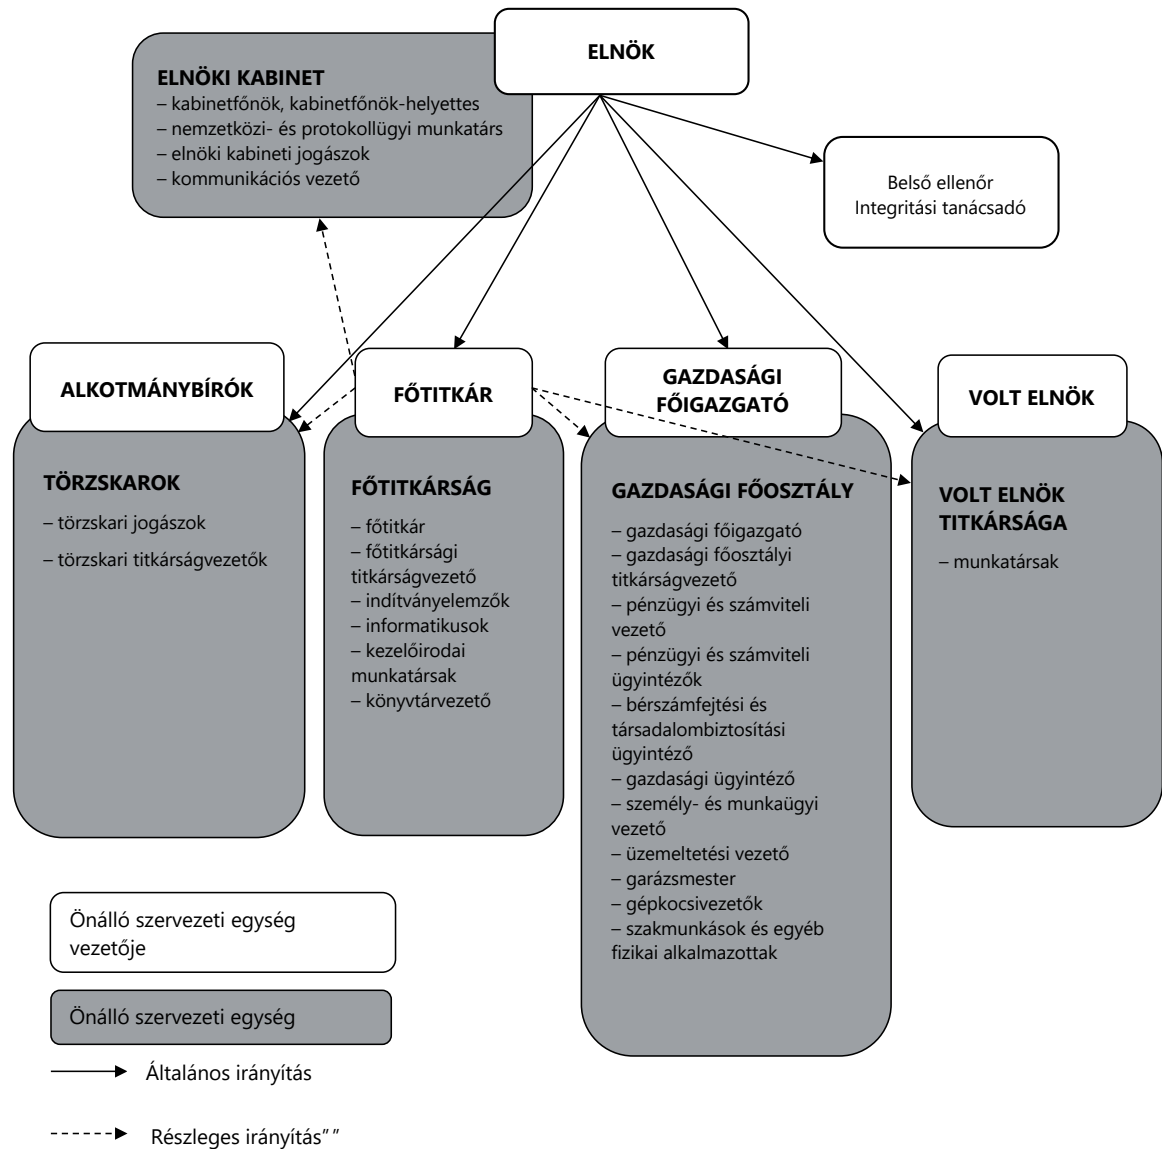 ELNÖK
ELNÖKI KABINET
– kabinetfőnök, kabinetfőnök-helyettes
– nemzetközi- és protokollügyi munkatárs
– elnöki kabineti jogászok
– kommunikációs vezető
Belső ellenőr
Integritási tanácsadó
ALKOTMÁNYBÍRÓK
TÖRZSKAROK
– törzskari jogászok
– törzskari titkárságvezetők
FŐTITKÁR
FŐTITKÁRSÁG
– főtitkár
– főtitkársági
titkárságvezető
– indítványelemzők
– informatikusok
– kezelőirodai
munkatársak
– könyvtárvezető
GAZDASÁGI
FŐIGAZGATÓ
GAZDASÁGI FŐOSZTÁLY
– gazdasági főigazgató
– gazdasági főosztályi
titkárságvezető
– pénzügyi és számviteli
vezető
– pénzügyi és számviteli
ügyintézők
– bérszámfejtési és
társadalombiztosítási
ügyintéző
– gazdasági ügyintéző
– személy- és munkaügyi
vezető
– üzemeltetési vezető
– garázsmester
– gépkocsivezetők
– szakmunkások és egyéb
fizikai alkalmazottak
VOLT ELNÖK
VOLT ELNÖK
TITKÁRSÁGA
– munkatársak
Önálló szervezeti egység
vezetője
Önálló szervezeti egység
Általános irányítás
Részleges irányítás””